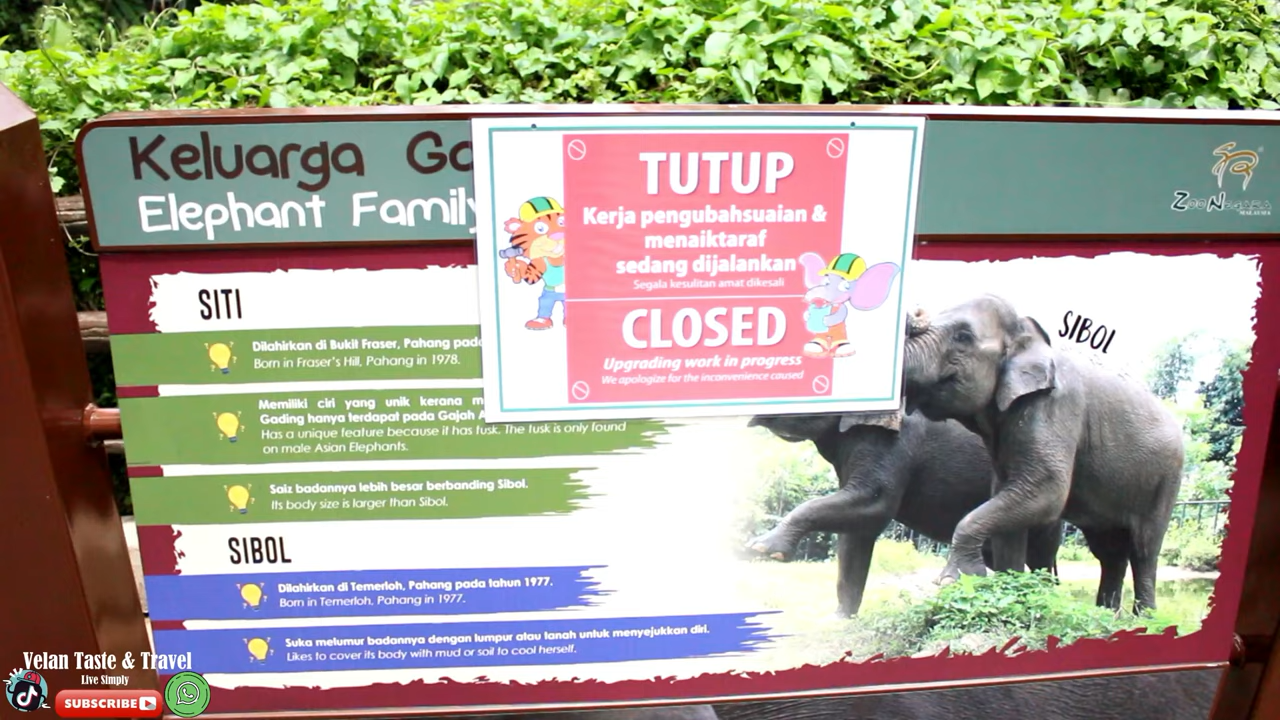 Keluarga Ga
Elephant Family
TUTUP
Kerja pengubahsuaian &
menaiktaraf
sedang dijalankan
Segala kesulitan amat dikesali
CLOSED
Upgrading work in progress
We apologize for the inconvenience caused
Zoo Negara
MALAYSIA
SITI
Dilahirkan di Bukit Fraser, Pahang pada
Born in Fraser's Hill, Pahang in 1978.
Memiliki ciri yang unik kerana m
Gading hanya terdapat pada Gajah A
Has a unique feature because it has tusk. The tusk is only found
on male Asian Elephants.
Saiz badannya lebih besar berbanding Sibol.
Its body size is larger than Sibol.
SIBOL
Dilahirkan di Temerloh, Pahang pada tahun 1977.
Born in Temerloh, Pahang in 1977.
Suka melumur badannya dengan lumpur atau tanah untuk menyejukkan diri.
Likes to cover its body with mud or soil to cool herself.
SIBOL
Velan Taste & Travel
Live Simply
SUBSCRIBE